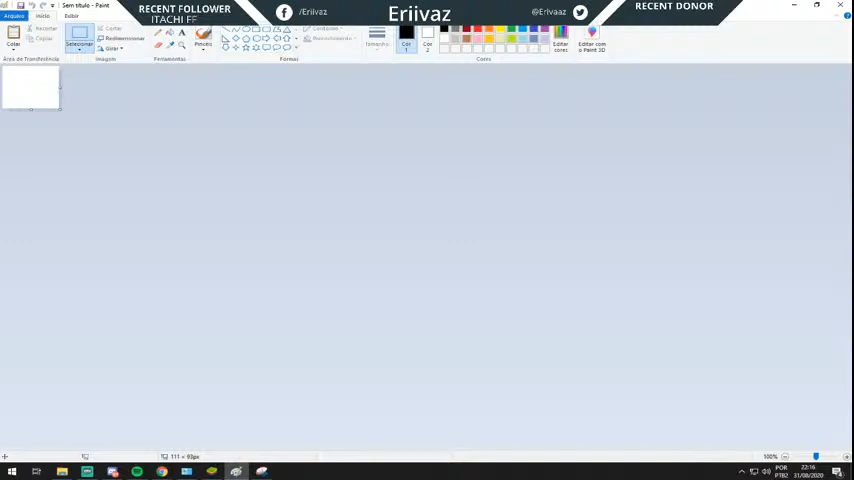 Sem título - Paint
RECENT FOLLOWER
ITACHI FF
/Eriivaz
Eriivaz
@Erivaaz
RECENT DONOR
Arquivo
Início
Exibir
Colar
Recortar
Copiar
Área de Transferência
Selecionar
Cortar
Redimensionar
Girar
Imagem
A
Ferramentas
Pincéis
Contorno
Preenchimento
Formas
Tamanho
Cor
1
Cor
2
Cores
Editar
cores
Editar com
o Paint 3D
111 × 93px
100%
POR
PTB2
22:16
31/08/2020